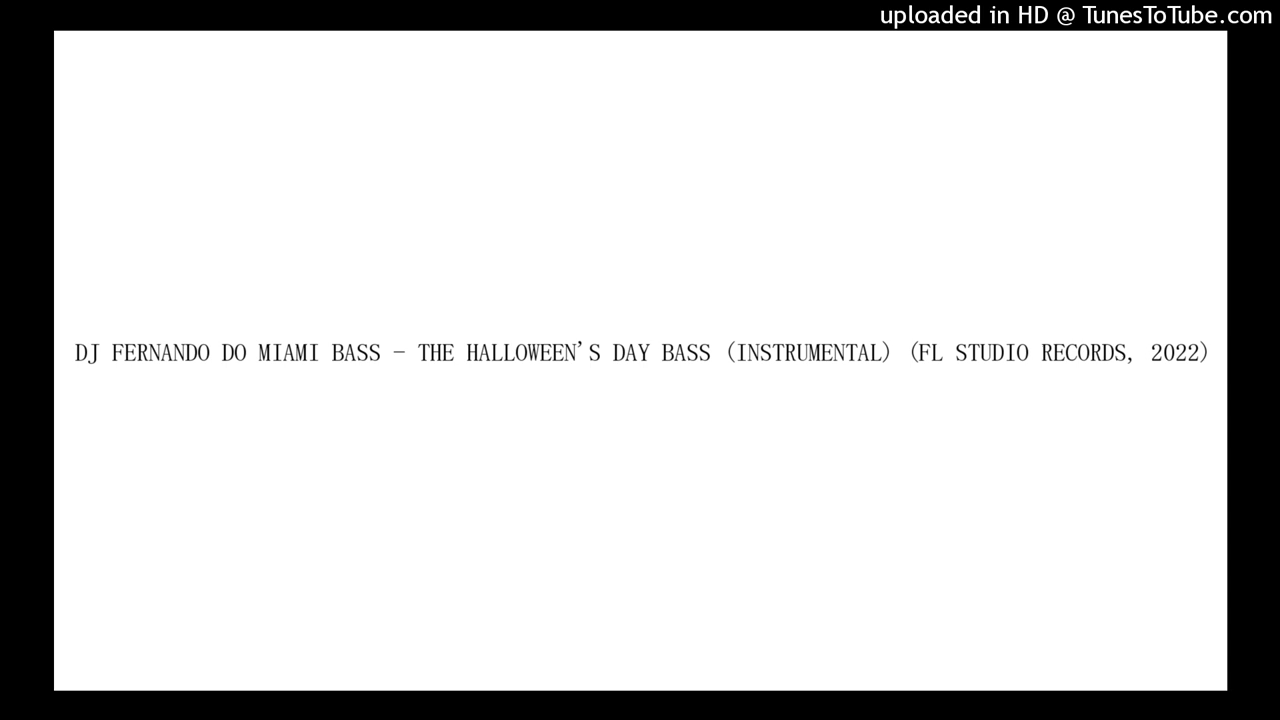 uploaded in HD @ TunesToTube.com
DJ FERNANDO DO MIAMI BASS - THE HALLOWEEN'S DAY BASS (INSTRUMENTAL) (FL STUDIO RECORDS, 2022)